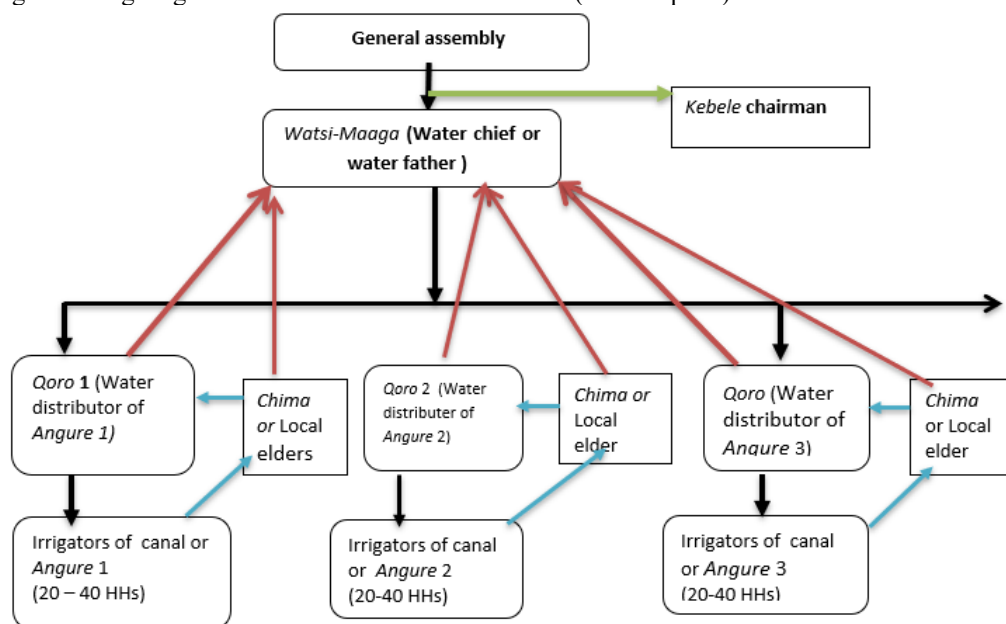 General assembly
Kebele chairman
Watsi-Maaga (Water chief or
water father )
Qoro 1 (Water
distributor of
Angure 1)
Chima
or Local
elders
Qoro 2 (Water
distributer of
Angure 2)
Chima or
Local
elder
Qoro (Water
distributor of
Angure 3)
Chima
or Local
elder
Irrigators of canal or
Angure 1
(20 – 40 HHs)
Irrigators of canal
or Angure 2
(20-40 HHs)
Irrigators of canal
or Angure 3
(20-40 HHs)